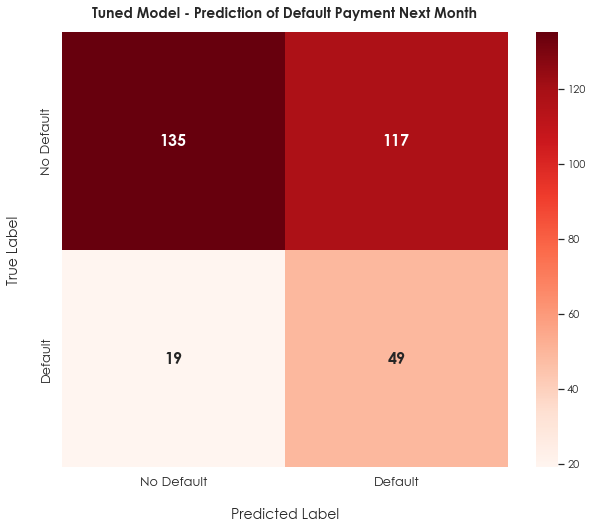 Tuned Model - Prediction of Default Payment Next Month
No Default
Default
True Label
135
117
19
49
No Default
Default
Predicted Label
120
100
80
60
40
20